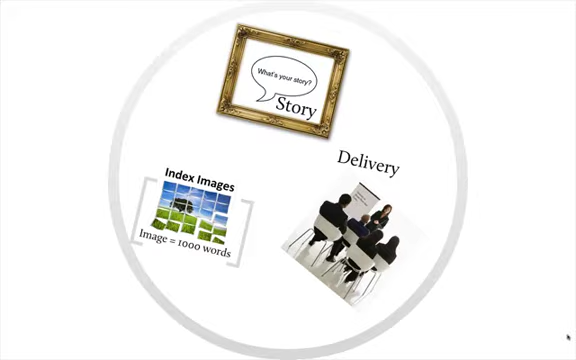 What's your story?
Story
Delivery
Index Images
Image = 1000 words